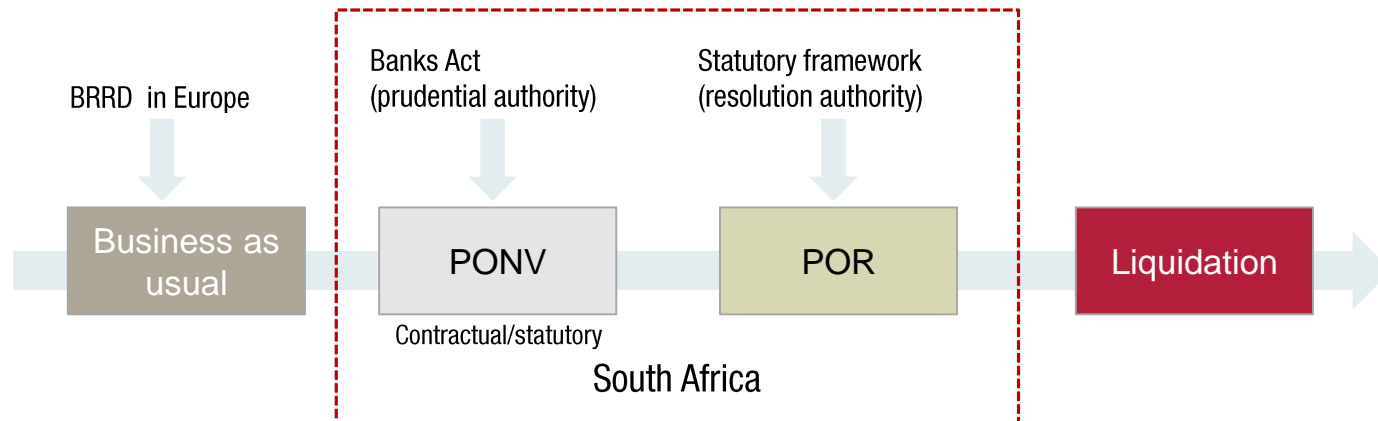 BRRD  in Europe
Banks Act
(prudential authority)
Statutory framework
(resolution authority)
Business as
usual
PONV
POR
Liquidation
Contractual/statutory
South Africa